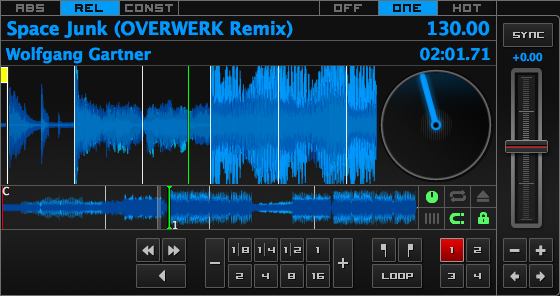 ABS REL CONST OFF ONE HOT
Space Junk (OVERWERK Remix) 130.00
Wolfgang Gartner 02:01.71
SYNC
+0.00
C
1
1|8 1|4 1|2 1
2 4 8 16
LOOP
1 2
3 4